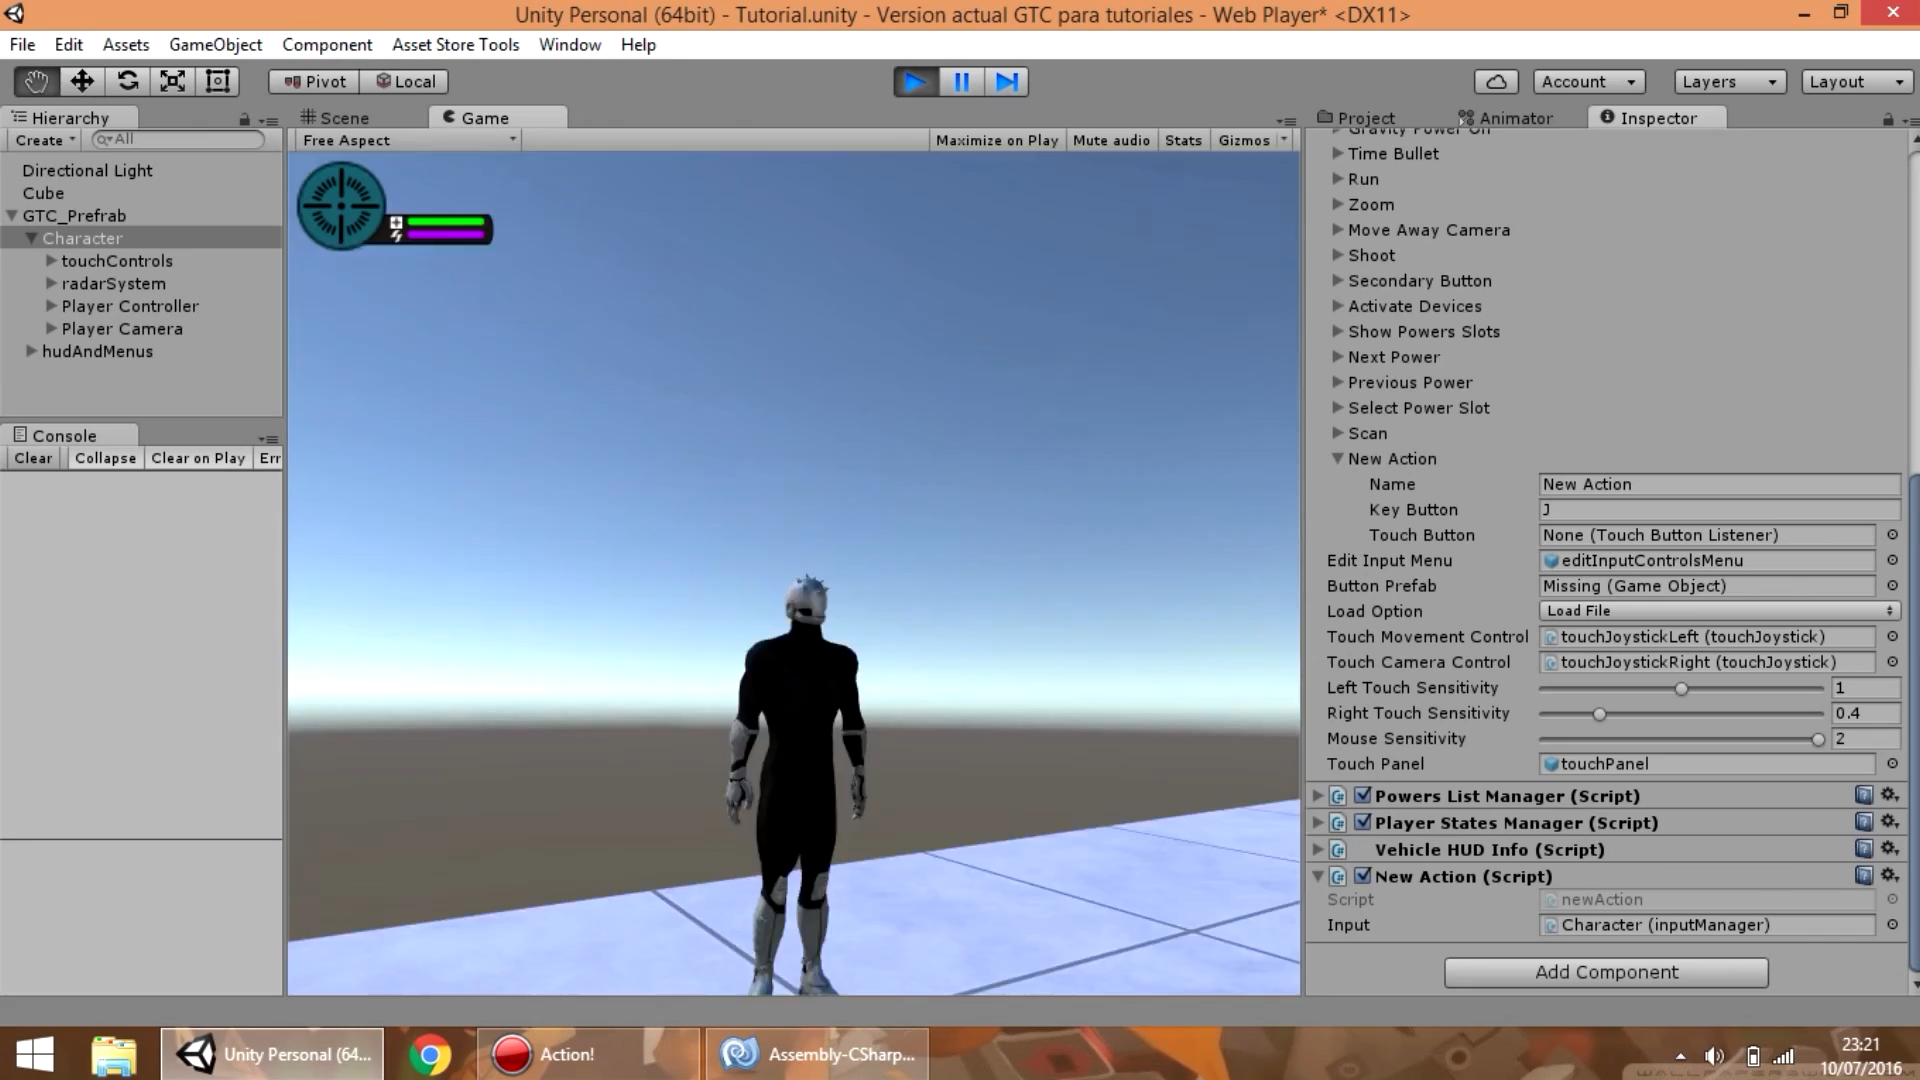 Unity Personal (64bit) - Tutorial.unity - Version actual GTC para tutoriales - Web Player* <DX11>
File Edit Assets GameObject Component Asset Store Tools Window Help
Pivot Local Account Layers Layout
Hierarchy
Create All
Directional Light
Cube
GTC_Prefrab
Character
touchControls
radarSystem
Player Controller
Player Camera
hudAndMenus
Console
Clear Collapse Clear on Play Err
Scene Game
Free Aspect Maximize on Play Mute audio Stats Gizmos
Project Animator Inspector
Gravity Power On
Time Bullet
Run
Zoom
Move Away Camera
Shoot
Secondary Button
Activate Devices
Show Powers Slots
Next Power
Previous Power
Select Power Slot
Scan
New Action
Name New Action
Key Button J
Touch Button None (Touch Button Listener)
Edit Input Menu editInputControlsMenu
Button Prefab Missing (Game Object)
Load Option Load File
Touch Movement Control touchJoystickLeft (touchJoystick)
Touch Camera Control touchJoystickRight (touchJoystick)
Left Touch Sensitivity 1
Right Touch Sensitivity 0.4
Mouse Sensitivity 2
Touch Panel touchPanel
Powers List Manager (Script)
Player States Manager (Script)
Vehicle HUD Info (Script)
New Action (Script)
Script newAction
Input Character (inputManager)
Add Component
Unity Personal (64... Action! Assembly-CSharp...
23:21
10/07/2016